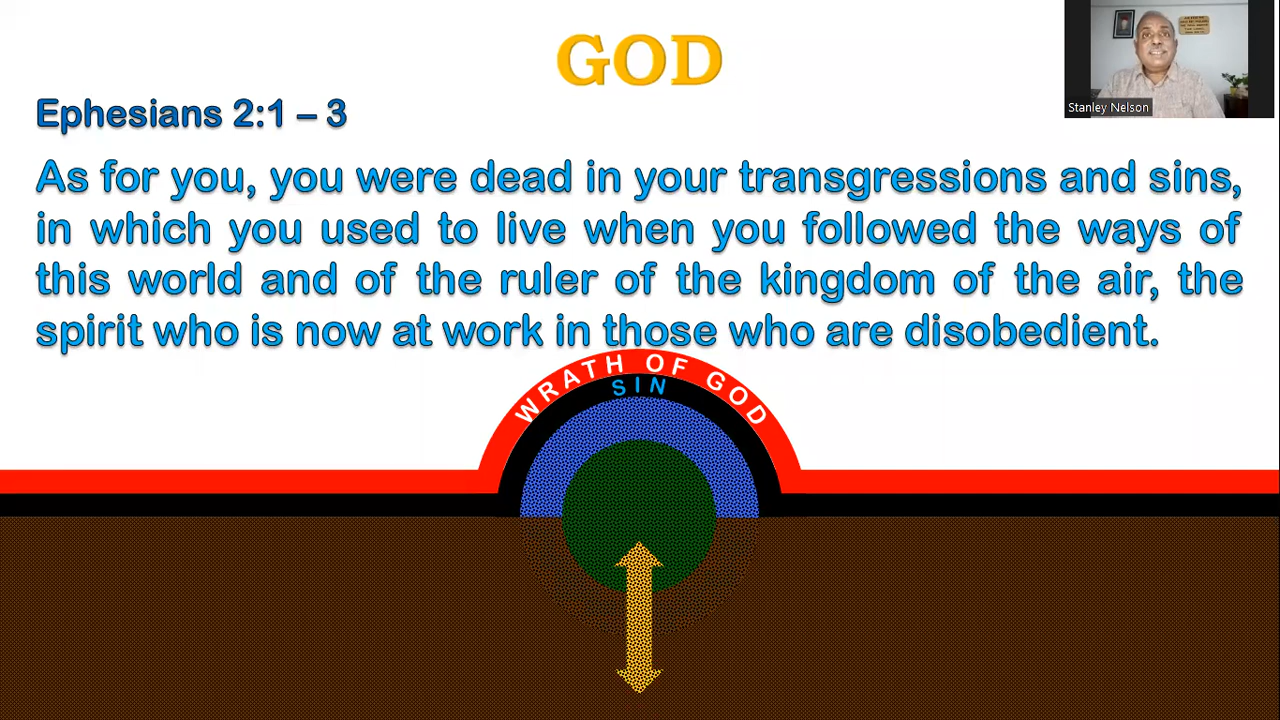 GOD
Stanley Nelson
Ephesians 2:1 – 3
As for you, you were dead in your transgressions and sins,
in which you used to live when you followed the ways of
this world and of the ruler of the kingdom of the air, the
spirit who is now at work in those who are disobedient.
WRATH OF GOD
SIN